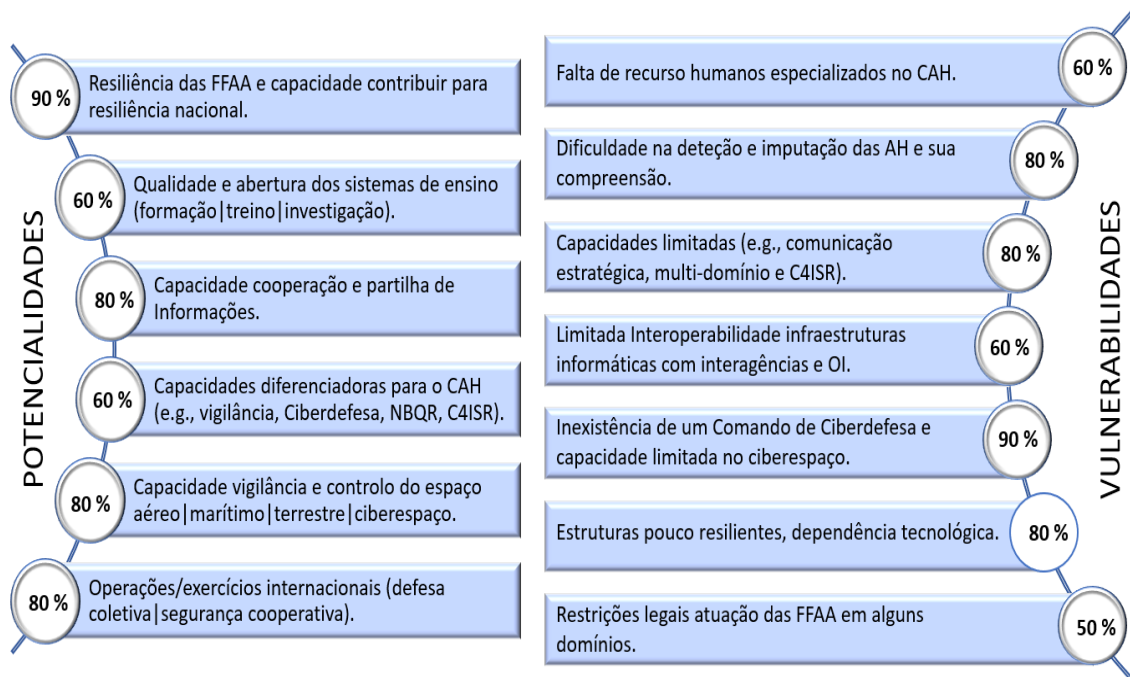 POTENCIALIDADES
90 %
Resiliência das FFAA e capacidade contribuir para
resiliência nacional.
60 %
Qualidade e abertura dos sistemas de ensino
(formação|treino|investigação).
80 %
Capacidade cooperação e partilha de
Informações.
60 %
Capacidades diferenciadoras para o CAH
(e.g., vigilância, Ciberdefesa, NBQR, C4ISR).
80 %
Capacidade vigilância e controlo do espaço
aéreo|marítimo|terrestre|ciberespaço.
80 %
Operações/exercícios internacionais (defesa
coletiva|segurança cooperativa).
VULNERABILIDADES
Falta de recurso humanos especializados no CAH.
60 %
Dificuldade na deteção e imputação das AH e sua
compreensão.
80 %
Capacidades limitadas (e.g., comunicação
estratégica, multi-domínio e C4ISR).
80 %
Limitada Interoperabilidade infraestruturas
informáticas com interagências e OI.
60 %
Inexistência de um Comando de Ciberdefesa e
capacidade limitada no ciberespaço.
90 %
Estruturas pouco resilientes, dependência tecnológica.
80 %
Restrições legais atuação das FFAA em alguns
domínios.
50 %